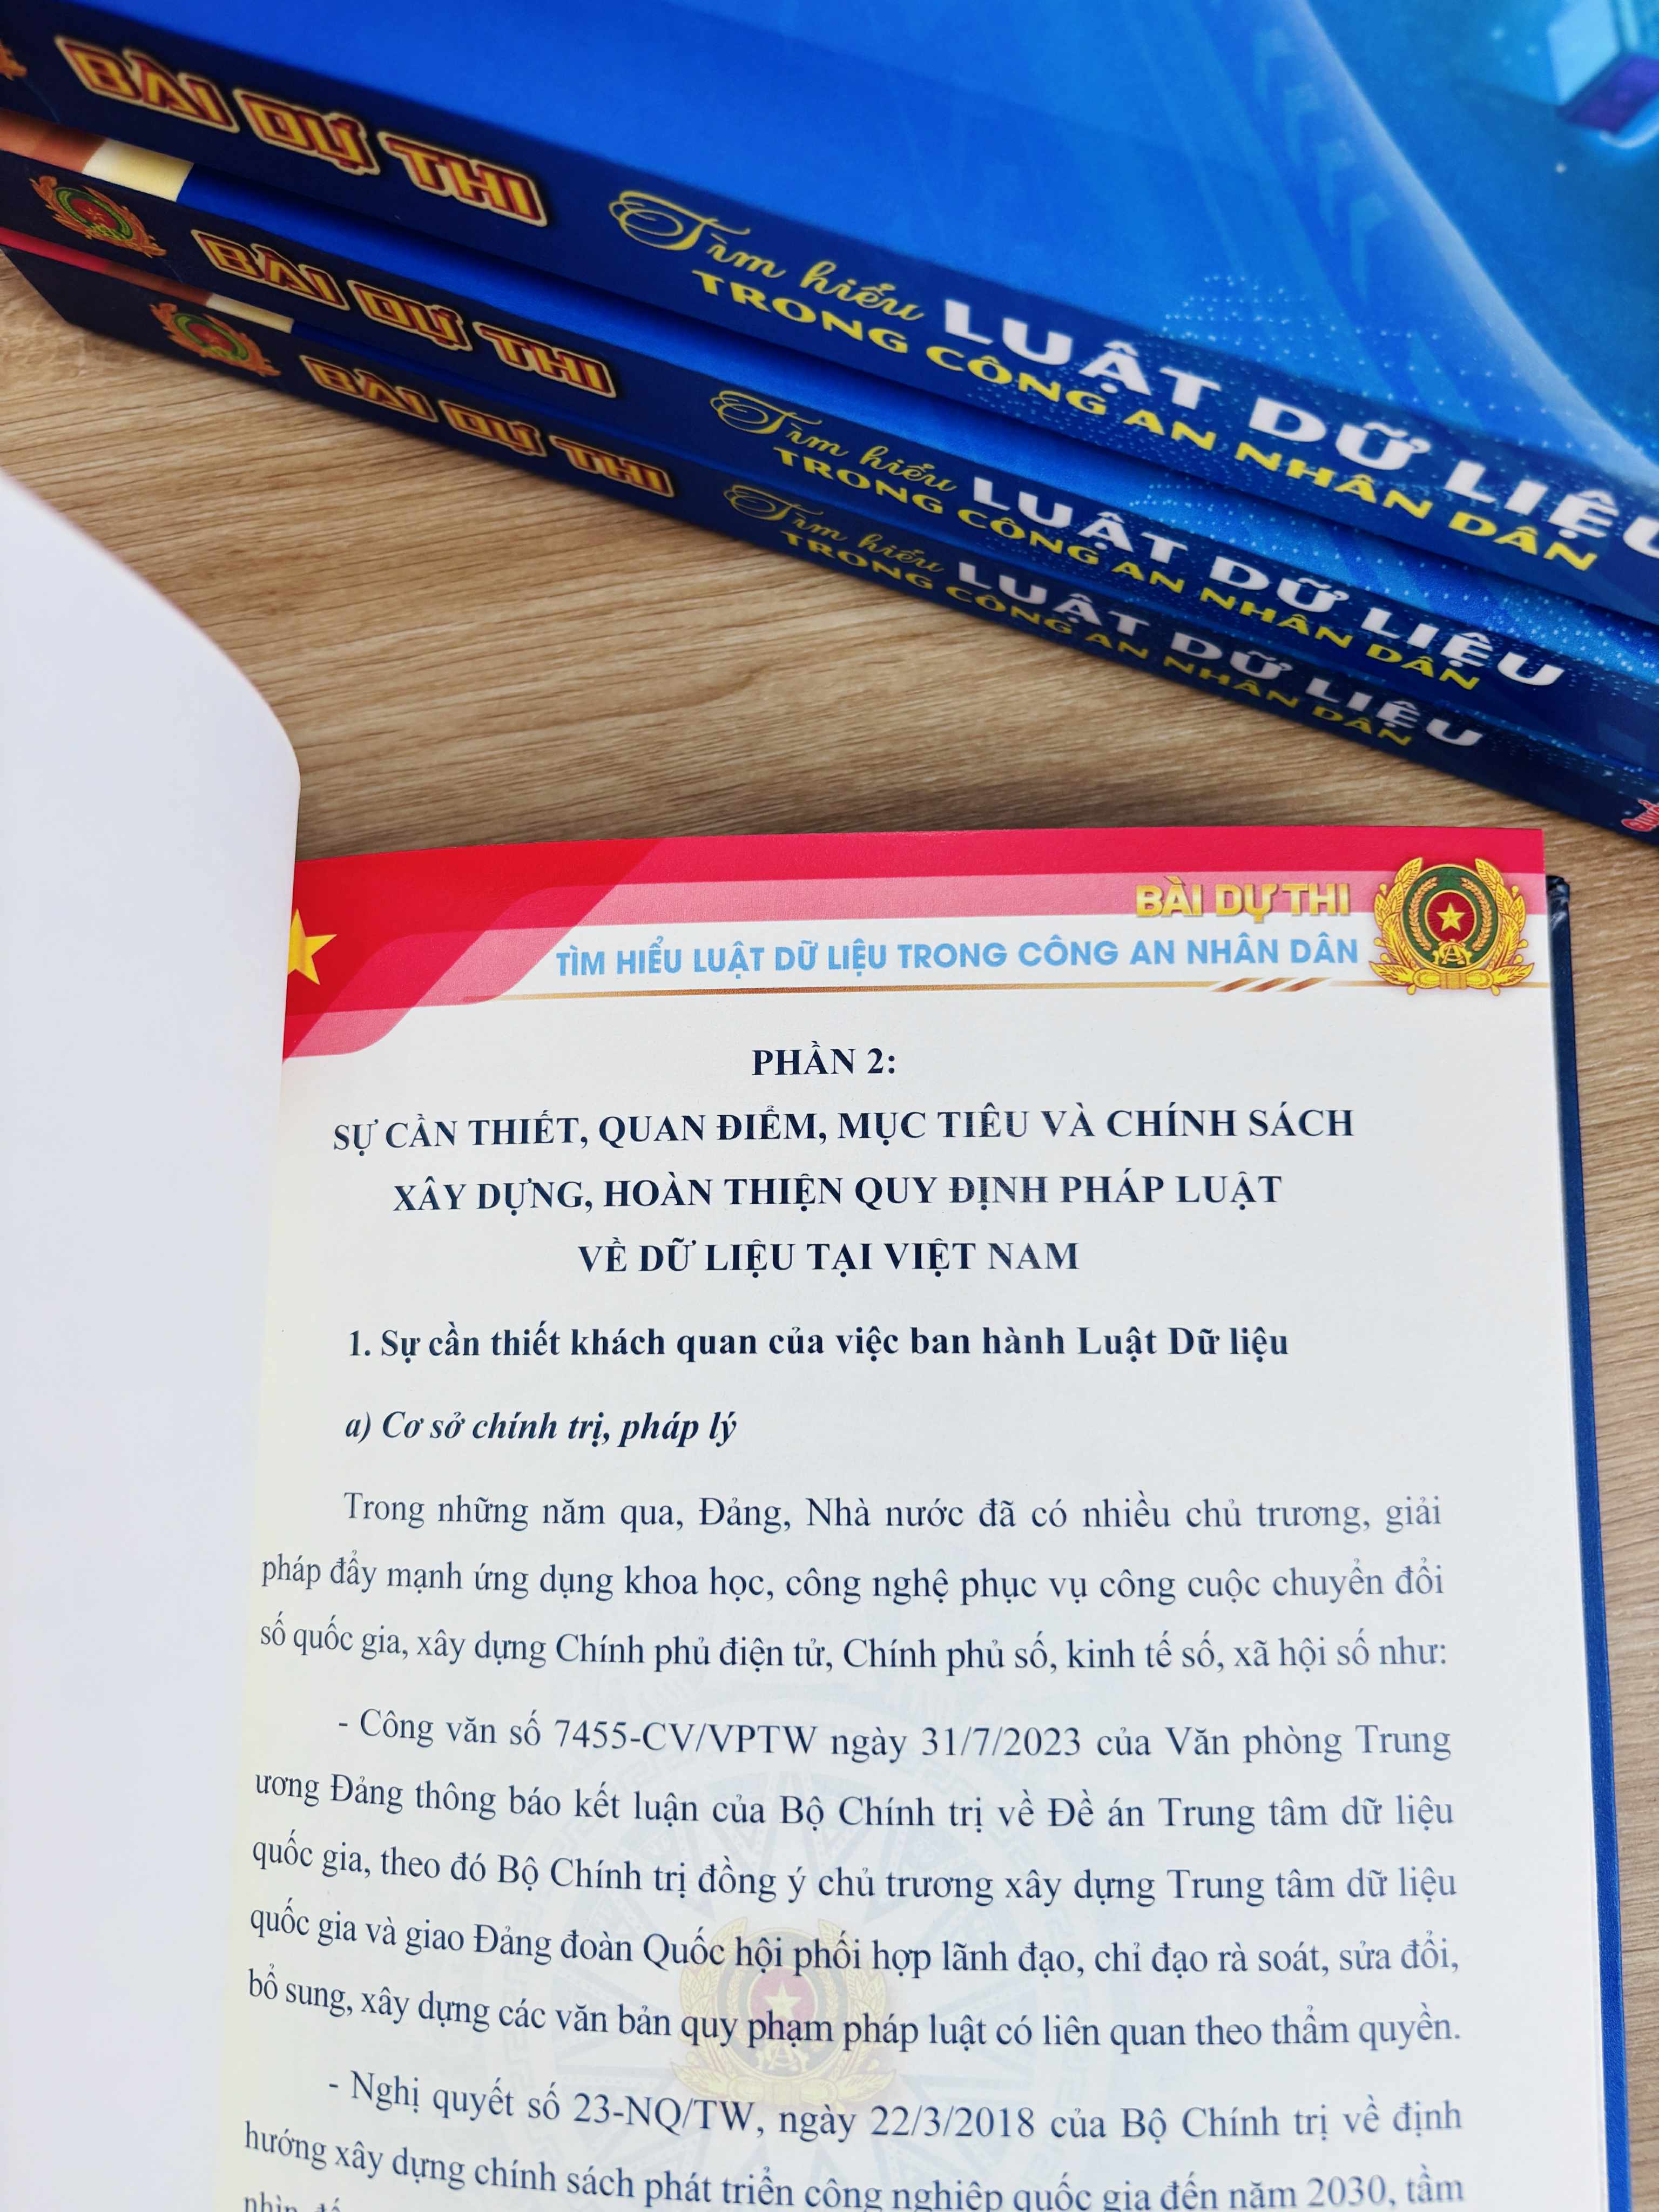 BÀI DỰ THI
Tìm hiểu LUẬT DỮ LIỆU
TRONG CÔNG AN NHÂN DÂN
BÀI DỰ THI
Tìm hiểu LUẬT DỮ LIỆU
TRONG CÔNG AN NHÂN DÂN
BÀI DỰ THI
Tìm hiểu LUẬT DỮ LIỆU
TRONG CÔNG AN NHÂN DÂN
BÀI DỰ THI
TÌM HIỂU LUẬT DỮ LIỆU TRONG CÔNG AN NHÂN DÂN
PHẦN 2:
SỰ CẦN THIẾT, QUAN ĐIỂM, MỤC TIÊU VÀ CHÍNH SÁCH
XÂY DỰNG, HOÀN THIỆN QUY ĐỊNH PHÁP LUẬT
VỀ DỮ LIỆU TẠI VIỆT NAM
1. Sự cần thiết khách quan của việc ban hành Luật Dữ liệu
a) Cơ sở chính trị, pháp lý
Trong những năm qua, Đảng, Nhà nước đã có nhiều chủ trương, giải
pháp đẩy mạnh ứng dụng khoa học, công nghệ phục vụ công cuộc chuyển đổi
số quốc gia, xây dựng Chính phủ điện tử, Chính phủ số, kinh tế số, xã hội số như:
- Công văn số 7455-CV/VPTW ngày 31/7/2023 của Văn phòng Trung
ương Đảng thông báo kết luận của Bộ Chính trị về Đề án Trung tâm dữ liệu
quốc gia, theo đó Bộ Chính trị đồng ý chủ trương xây dựng Trung tâm dữ liệu
quốc gia và giao Đảng đoàn Quốc hội phối hợp lãnh đạo, chỉ đạo rà soát, sửa đổi,
bổ sung, xây dựng các văn bản quy phạm pháp luật có liên quan theo thẩm quyền.
- Nghị quyết số 23-NQ/TW, ngày 22/3/2018 của Bộ Chính trị về định
hướng xây dựng chính sách phát triển công nghiệp quốc gia đến năm 2030, tầm